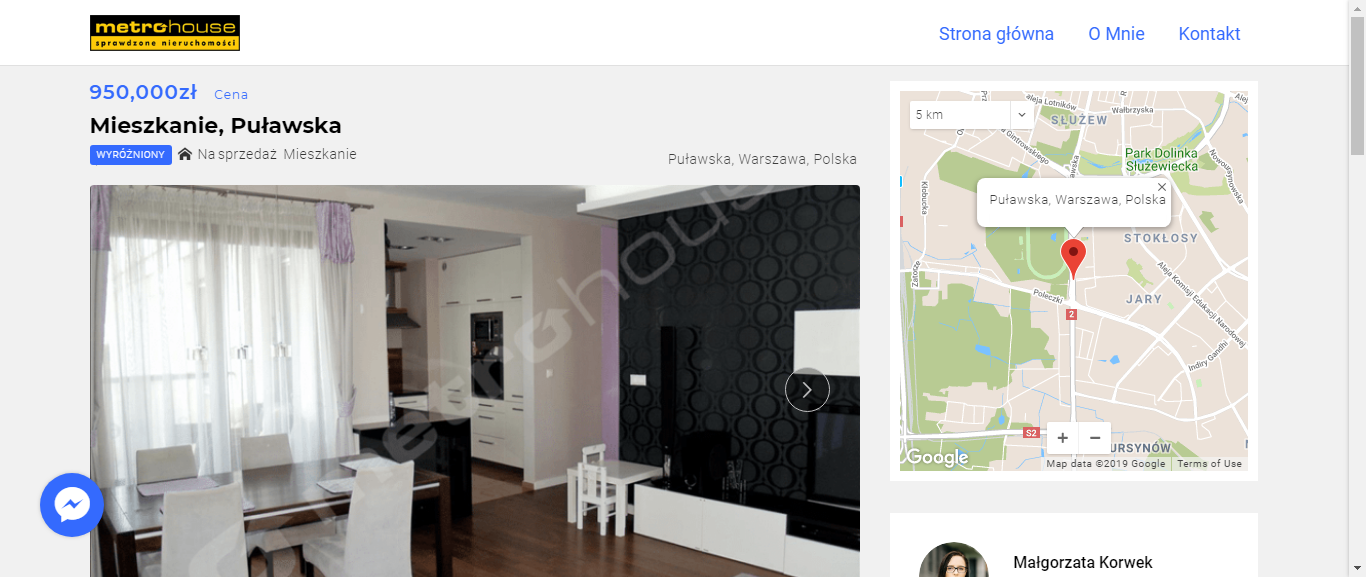 metrohouse
sprawdzone nieruchomości
Strona główna
O Mnie
Kontakt
950,000zł Cena
Mieszkanie, Puławska
WYRÓŻNIONY Na sprzedaż Mieszkanie
Puławska, Warszawa, Polska
metrohouse
5 km
aleja Lotników
Wałbrzyska
SŁUŻEW
Gintrowskiego
Park Dolinka
Służewiecka
Nowoursynowska
Kłobucka
Puławska, Warszawa, Polska
STOKŁOSY
Zatorze
Aleja Komisji Edukacji Narodowej
Poleczki
JARY
2
Indiry Gandhi
S2
+ −
URSYNÓW
Google
Map data ©2019 Google
Terms of Use
Małgorzata Korwek